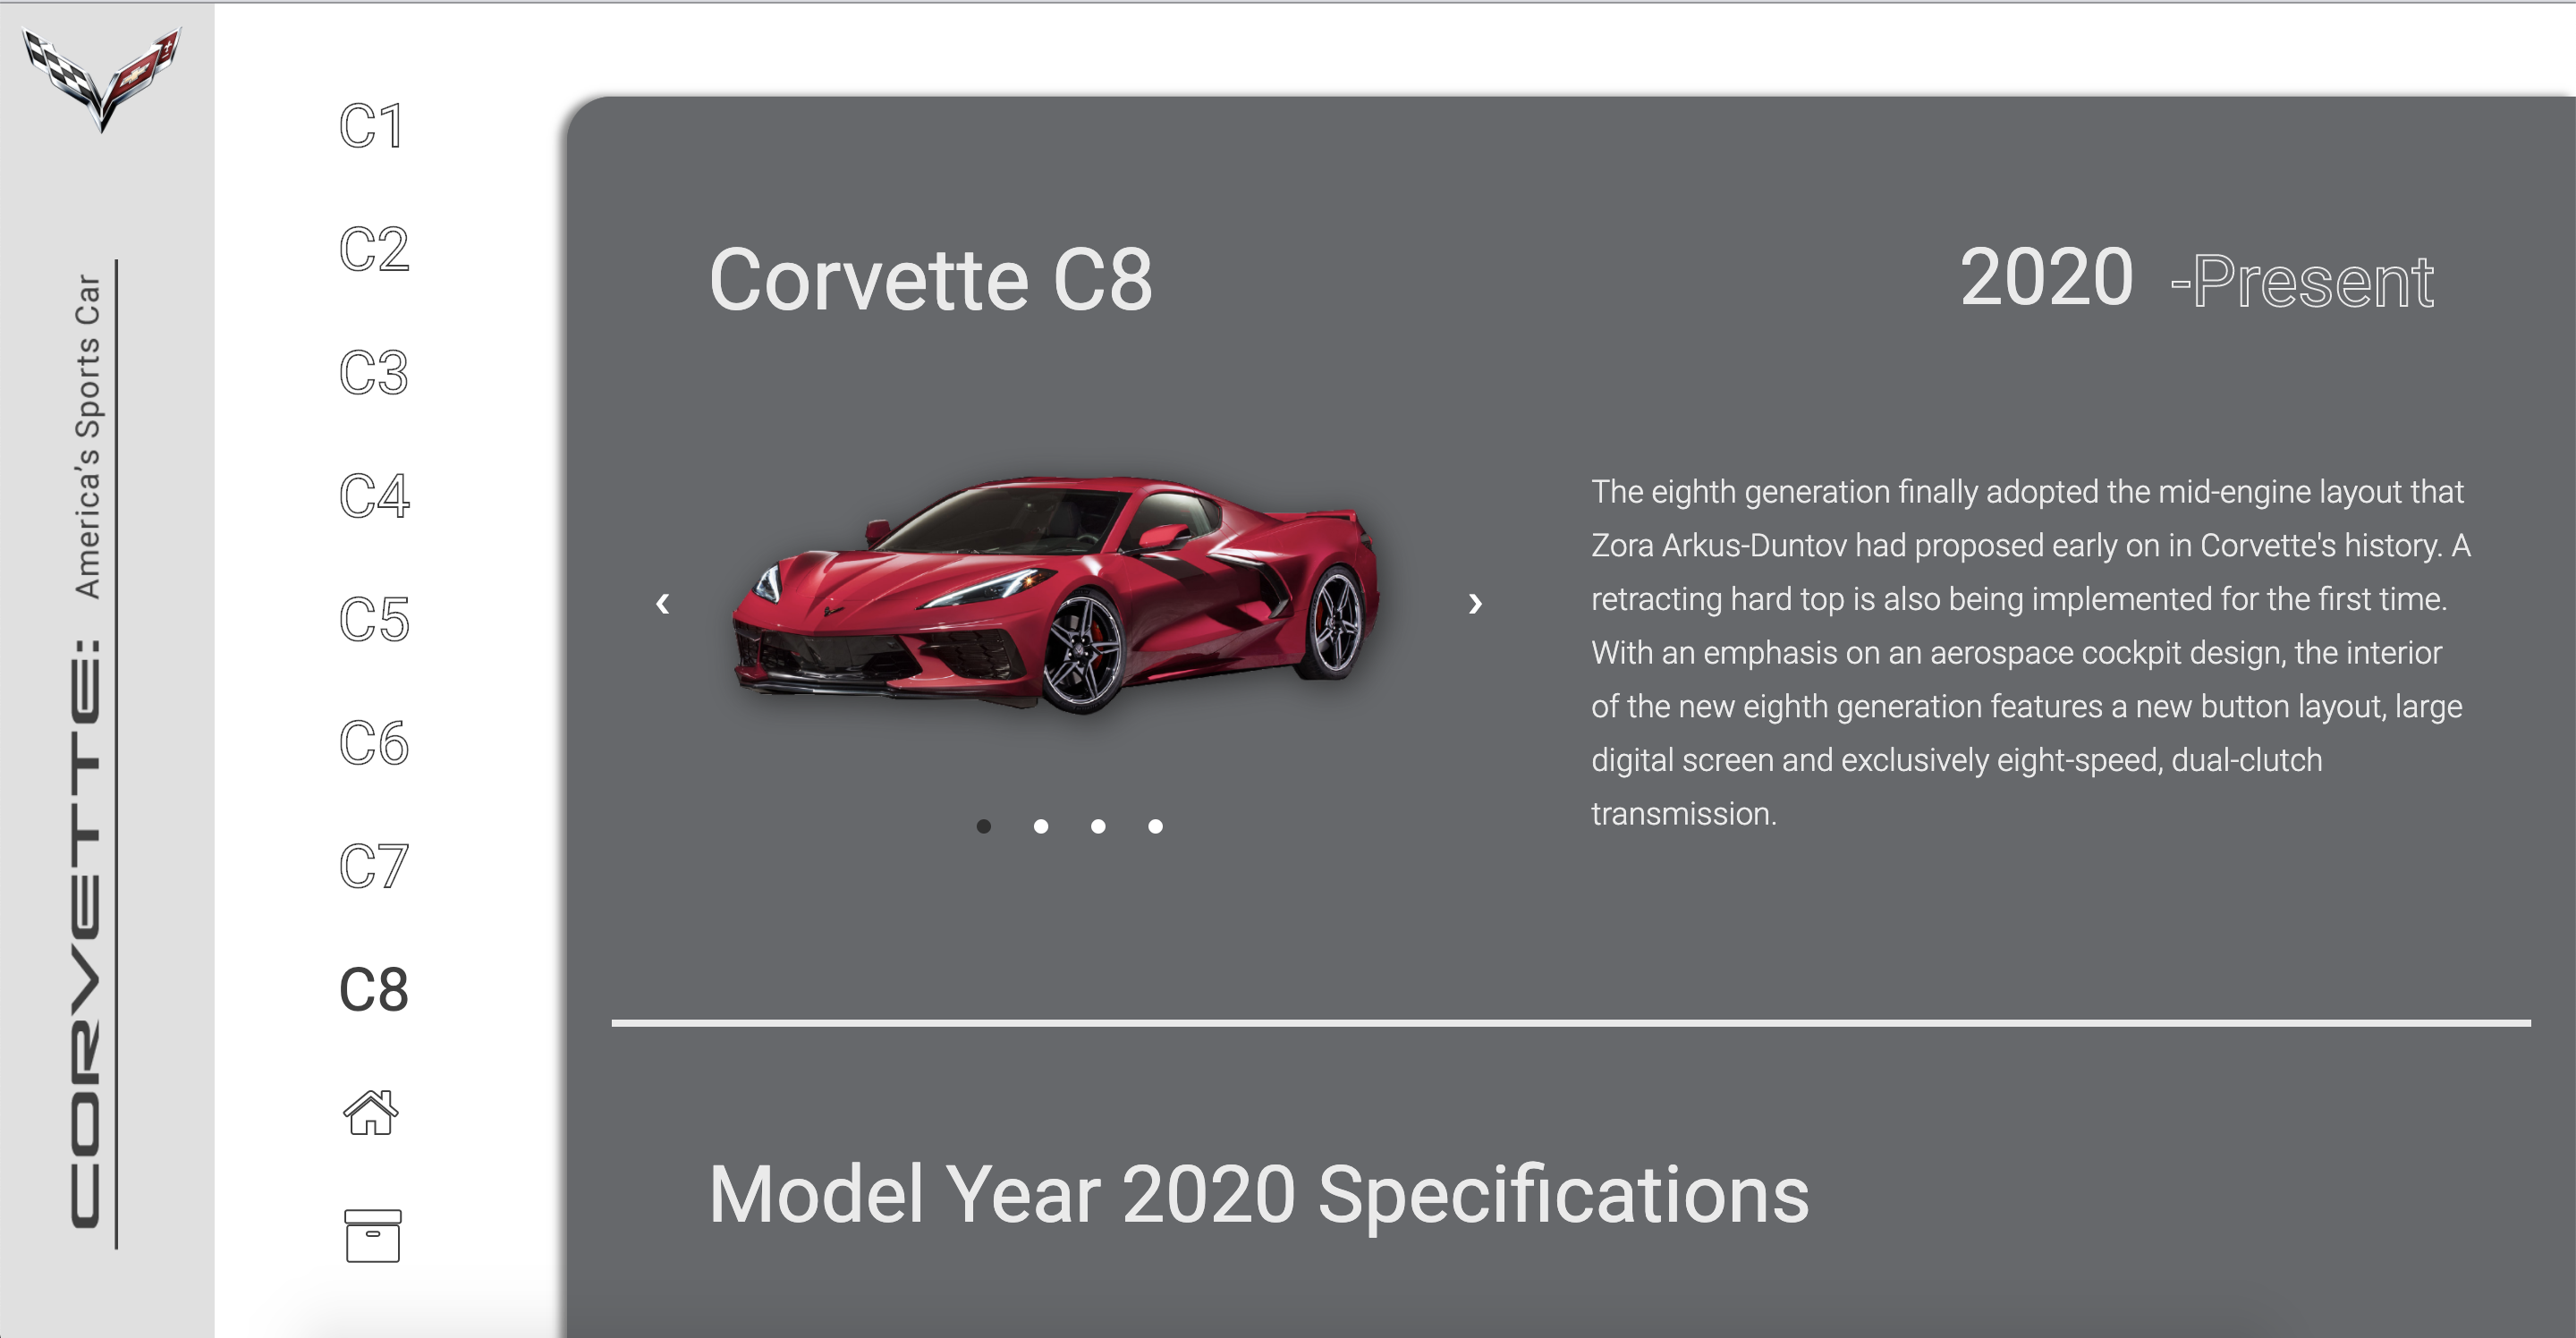 CORVETTE: America's Sports Car
C1
C2
C3
C4
C5
C6
C7
C8
Corvette C8
2020 -Present
The eighth generation finally adopted the mid-engine layout that
Zora Arkus-Duntov had proposed early on in Corvette's history. A
retracting hard top is also being implemented for the first time.
With an emphasis on an aerospace cockpit design, the interior
of the new eighth generation features a new button layout, large
digital screen and exclusively eight-speed, dual-clutch
transmission.
Model Year 2020 Specifications